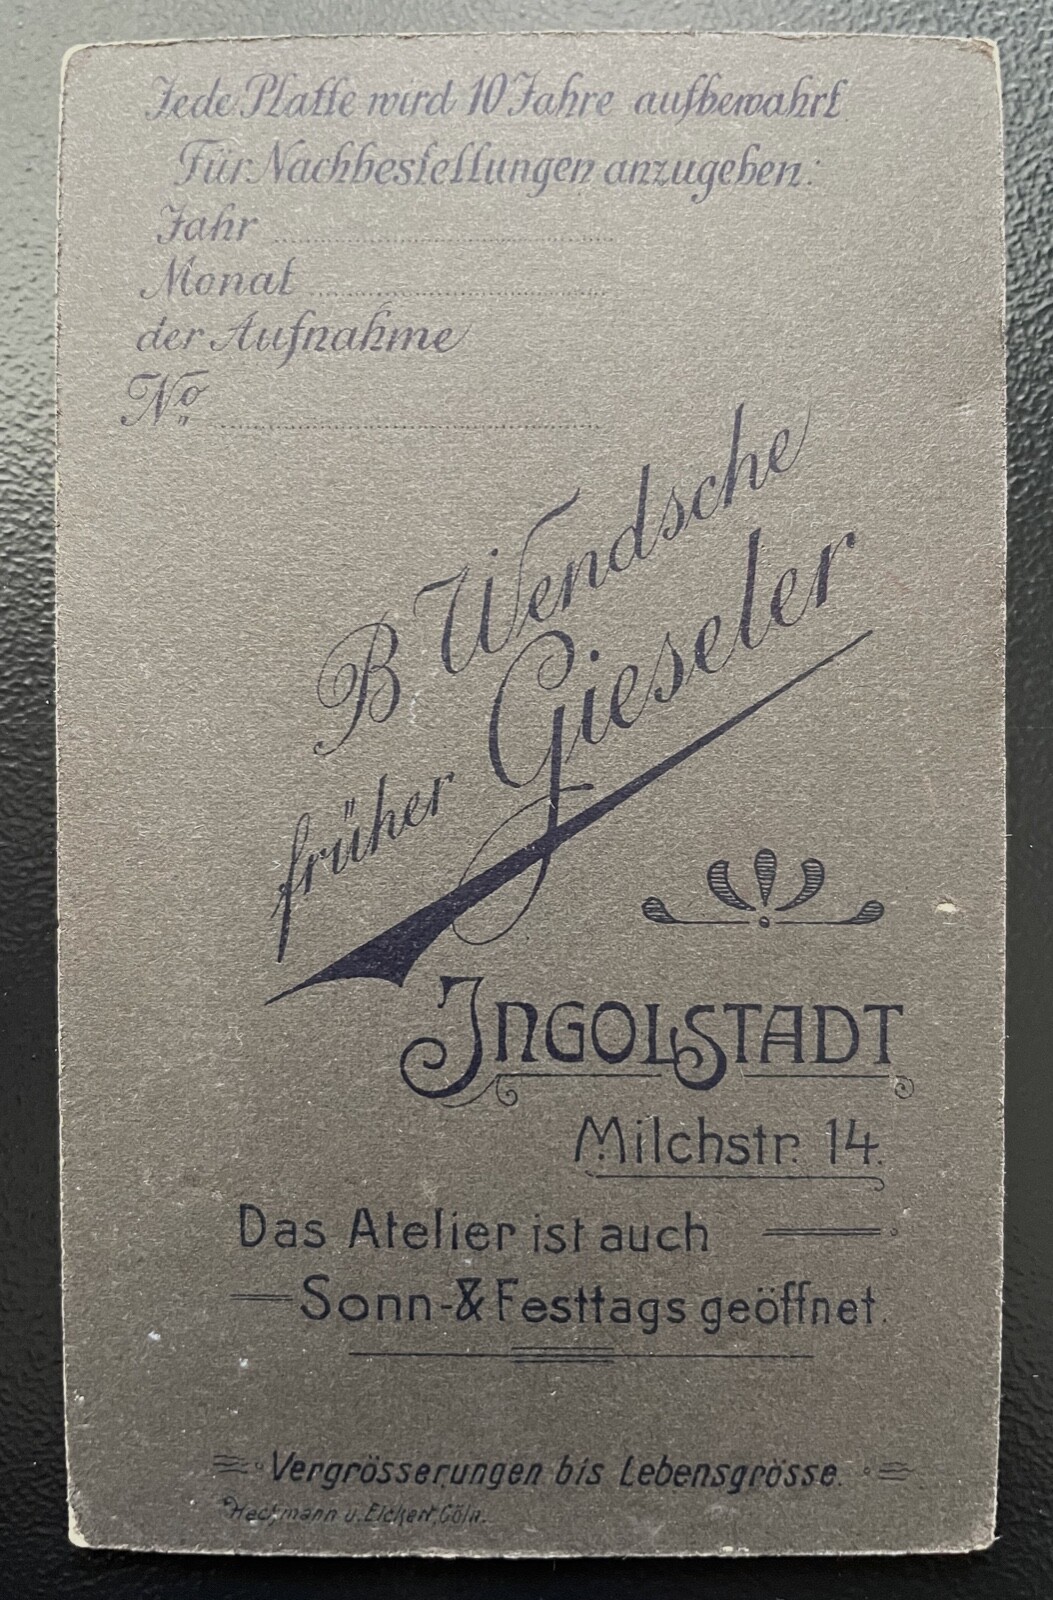 Jede Platte wird 10 Jahre aufbewahrt.
Für Nachbestellungen anzugeben:
Jahr
Monat
der Aufnahme
No
B Wendsche
früher Gieseler
INGOLSTADT
Milchstr. 14.
Das Atelier ist auch
Sonn-& Festtags geöffnet.
Vergrösserungen bis Lebensgrösse.
Heckmann u. Eickert, Cöln.